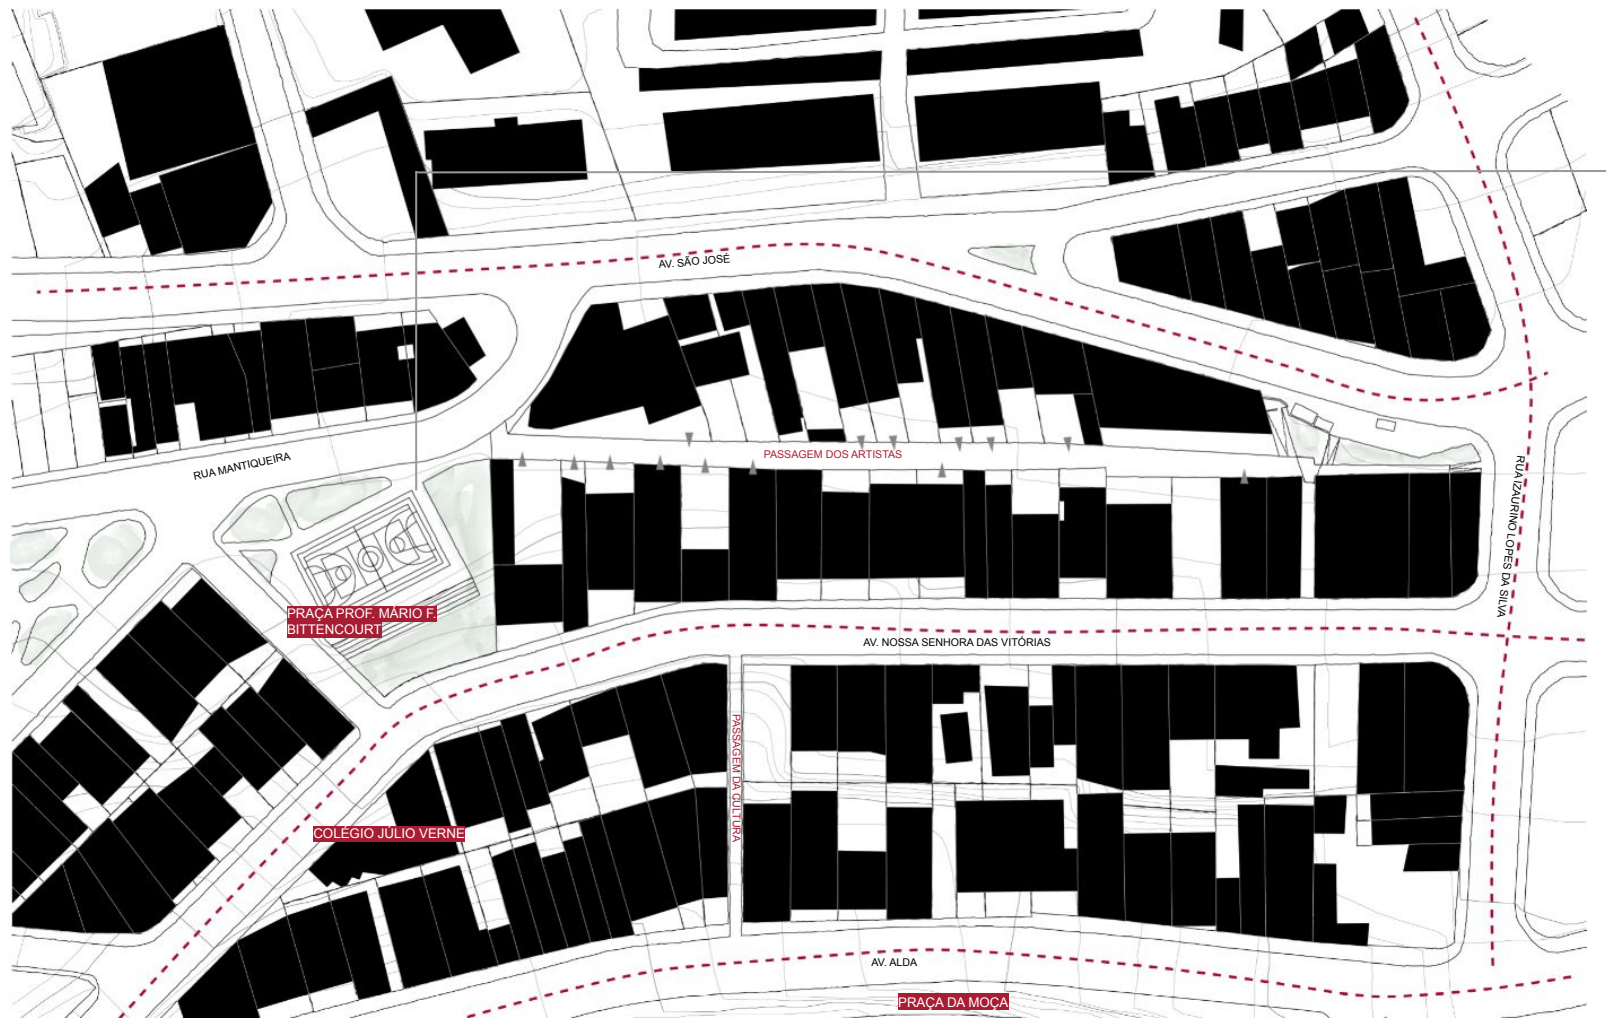 AV. SÃO JOSÉ
PASSAGEM DOS ARTISTAS
RUA MANTIQUEIRA
RUA IZAURINO LOPES DA SILVA
PRAÇA PROF. MÁRIO F.
BITTENCOURT
AV. NOSSA SENHORA DAS VITÓRIAS
PASSAGEM DA CULTURA
COLÉGIO JÚLIO VERNE
AV. ALDA
PRAÇA DA MOÇA